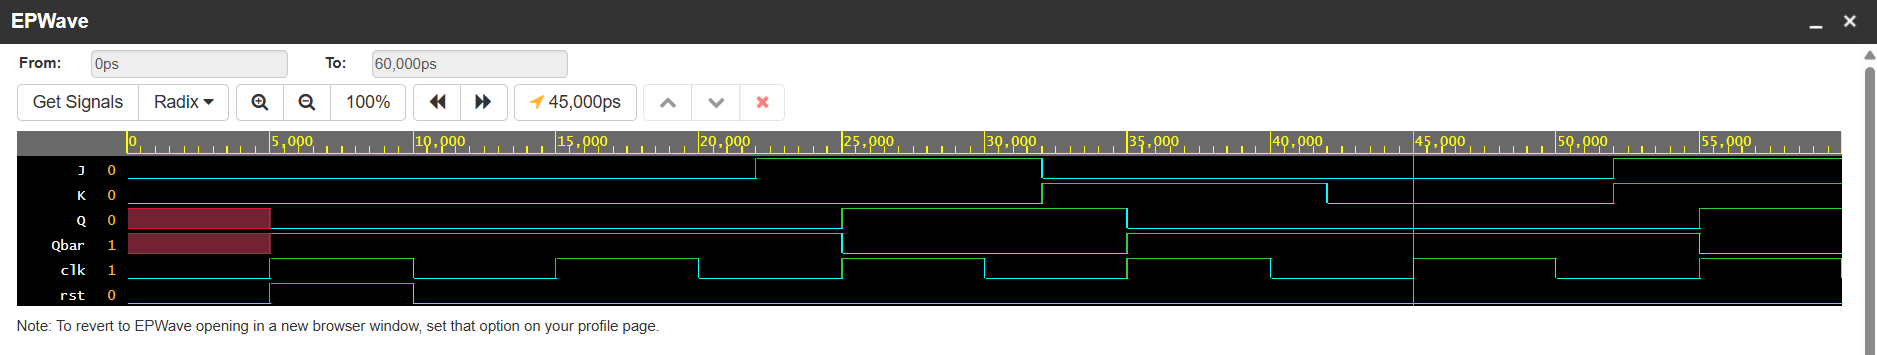 EPWave
From: 0ps To: 60,000ps
Get Signals Radix 100% 45,000ps
0 5,000 10,000 15,000 20,000 25,000 30,000 35,000 40,000 45,000 50,000 55,000
J 0
K 0
Q 0
Qbar 1
clk 1
rst 0
Note: To revert to EPWave opening in a new browser window, set that option on your profile page.